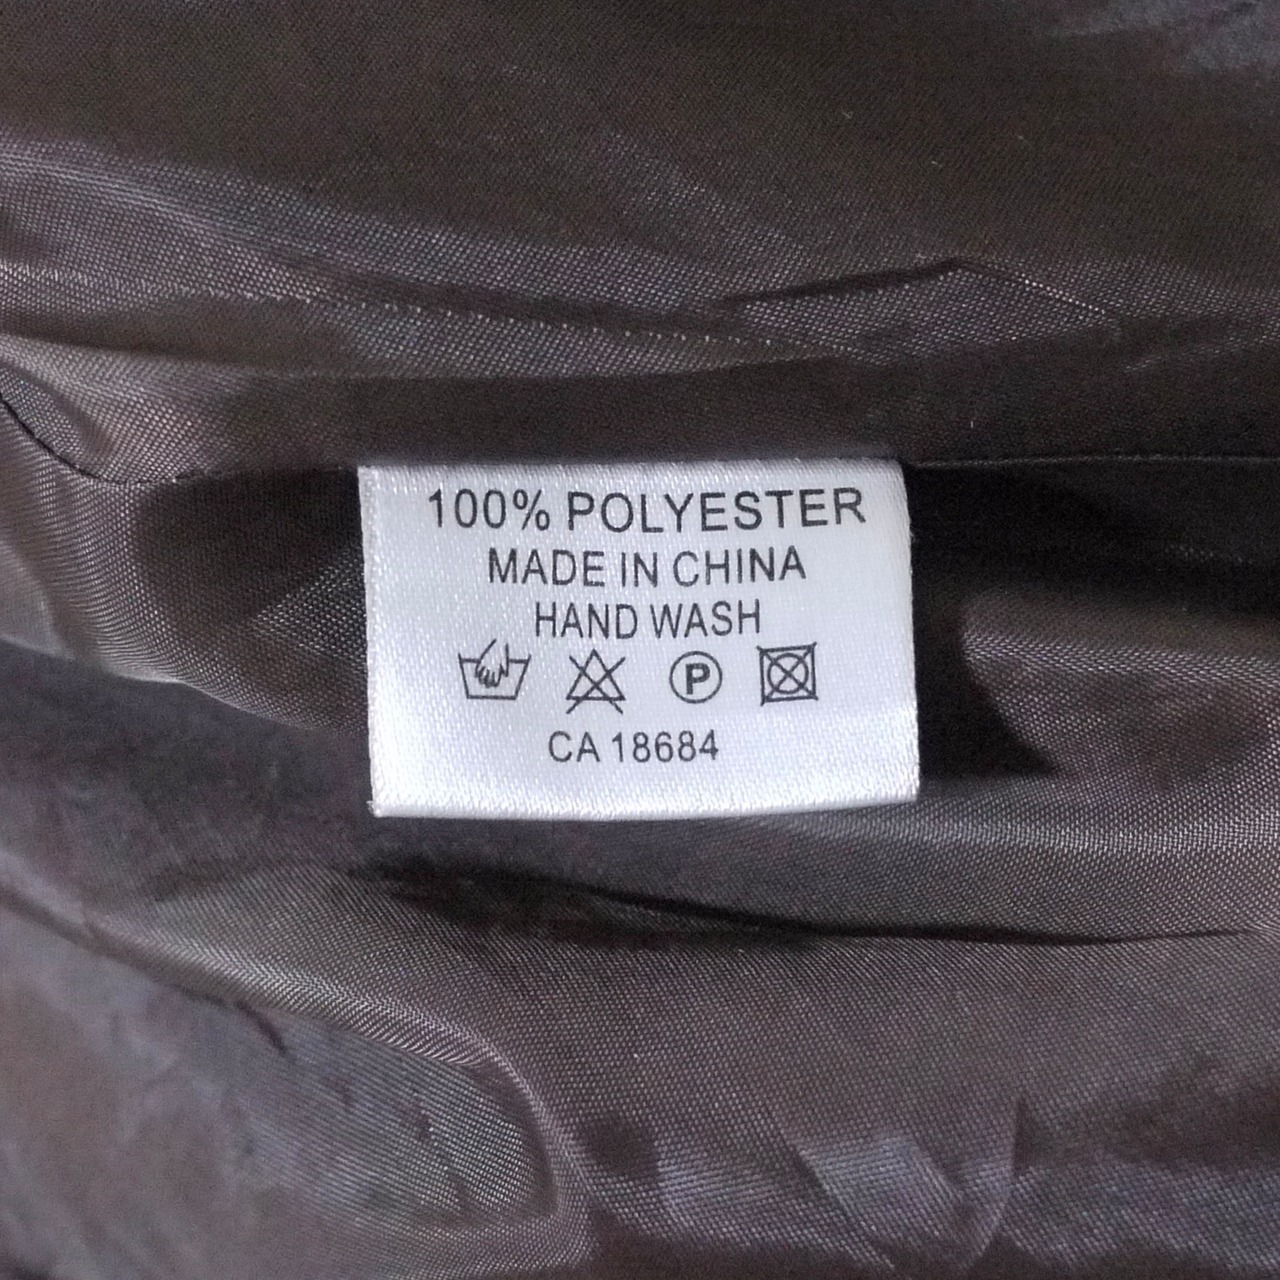 100% POLYESTER
MADE IN CHINA
HAND WASH
P
CA 18684